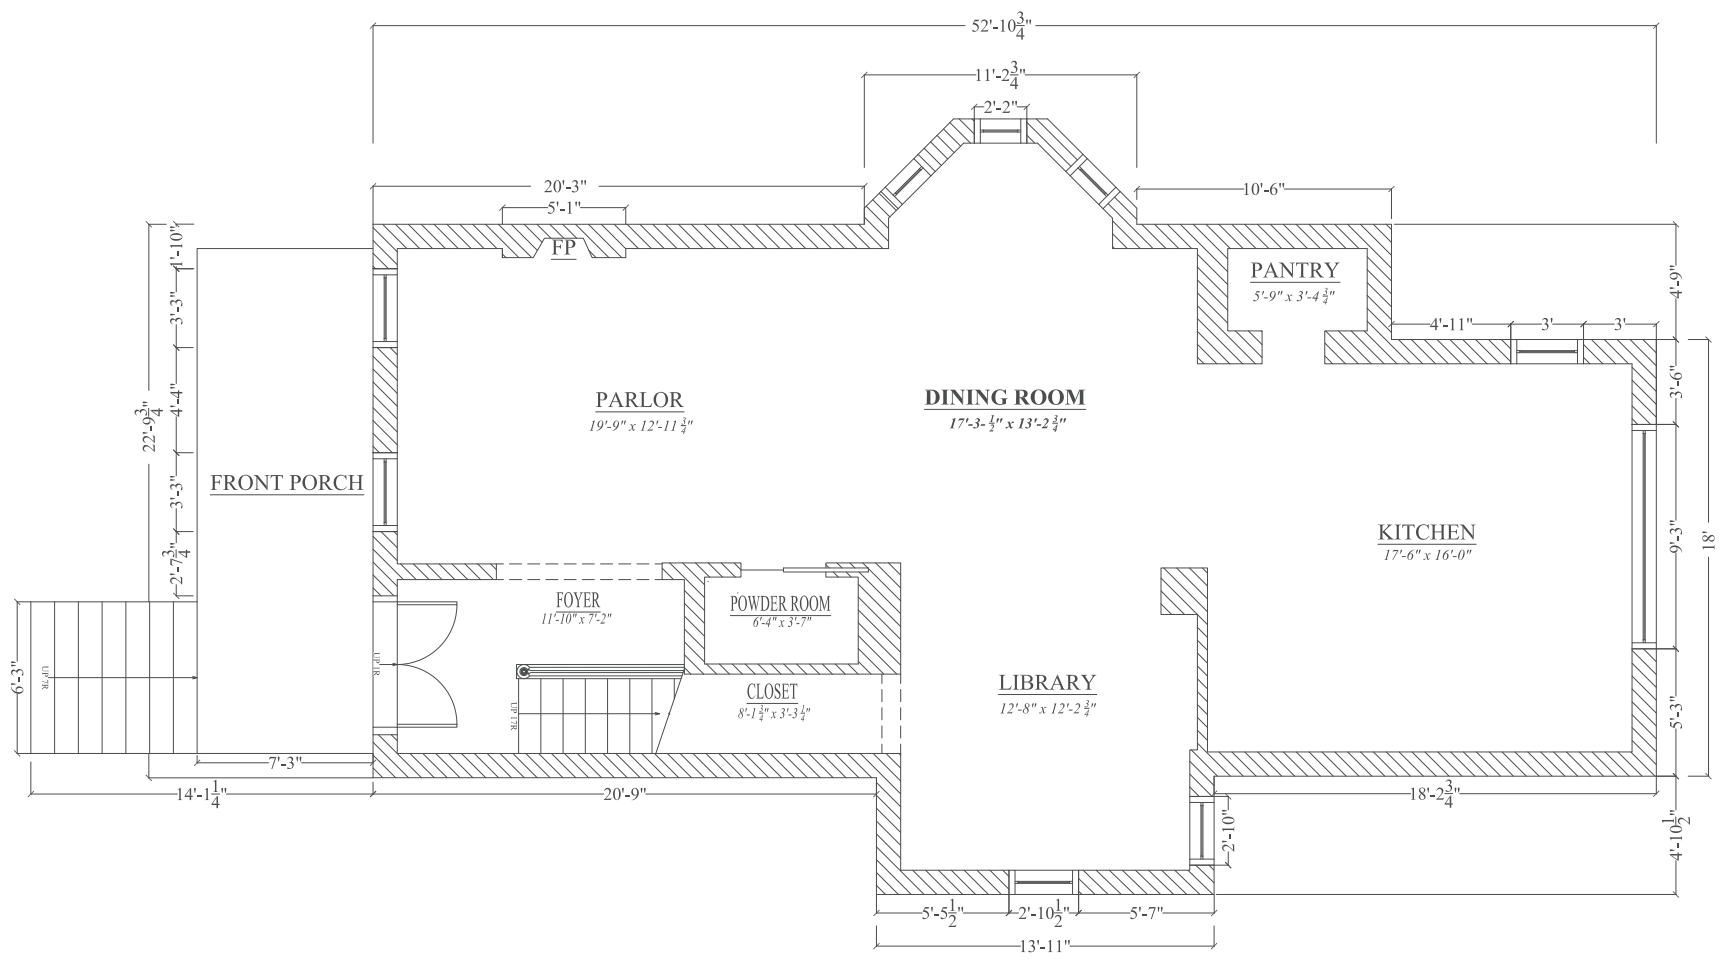 52'-10 3/4"
11'-2 3/4"
2'-2"
20'-3"
10'-6"
5'-1"
FP
1'-10"
PANTRY
5'-9" x 3'-4 3/4"
4'-9"
3'-3"
4'-11"
3'
3'
22'-9 3/4"
4'-4"
PARLOR
19'-9" x 12'-11 3/4"
DINING ROOM
17'-3- 1/2" x 13'-2 3/4"
3'-6"
FRONT PORCH
3'-3"
KITCHEN
17'-6" x 16'-0"
9'-3"
18'
2'-7 3/4"
FOYER
11'-10" x 7'-2"
POWDER ROOM
6'-4" x 3'-7"
6'-3"
UP 7R
UP 1R
UP 17R
CLOSET
8'-1 3/4" x 3'-3 1/4"
LIBRARY
12'-8" x 12'-2 3/4"
5'-3"
7'-3"
14'-1 1/4"
20'-9"
18'-2 3/4"
2'-10"
4'-10 1/2"
5'-5 1/2"
2'-10 1/2"
5'-7"
13'-11"